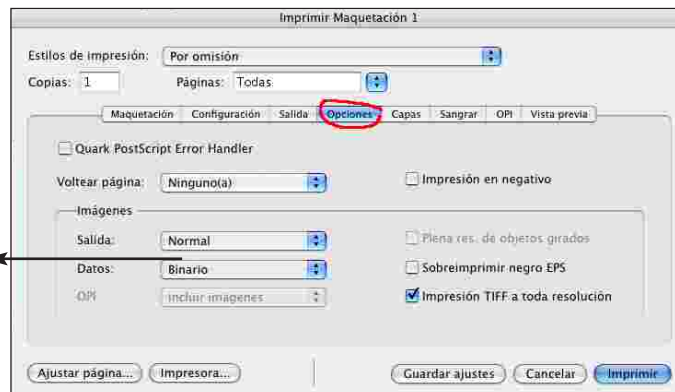 Imprimir Maquetación 1
Estilos de impresión: Por omisión
Copias: 1 Páginas: Todas
Maquetación Configuración Salida Opciones Capas Sangrar OPI Vista previa
Quark PostScript Error Handler
Voltear página: Ninguno(a) Impresión en negativo
Imágenes
Salida: Normal Plena res. de objetos girados
Datos: Binario Sobreimprimir negro EPS
OPI incluir imágenes Impresión TIFF a toda resolución
Ajustar página... Impresora... Guardar ajustes Cancelar Imprimir